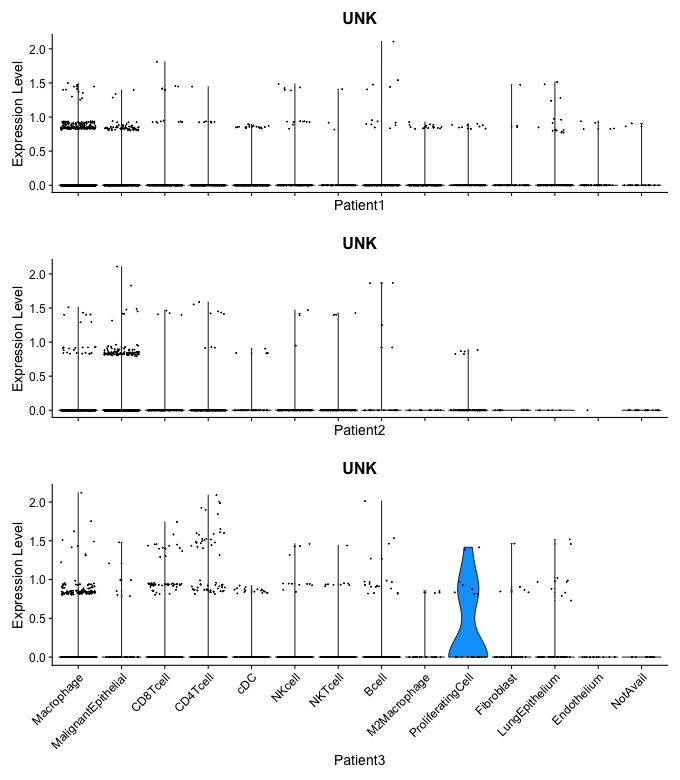 UNK
Expression Level
2.0
1.5
1.0
0.5
0.0
Patient1
UNK
Expression Level
2.0
1.5
1.0
0.5
0.0
Patient2
UNK
Expression Level
2.0
1.5
1.0
0.5
0.0
Macrophage
MalignantEpithelial
CD8Tcell
CD4Tcell
cDC
NKcell
NKTcell
Bcell
M2Macrophage
ProliferatingCell
Fibroblast
LungEpithelium
Endothelium
NotAvail
Patient3